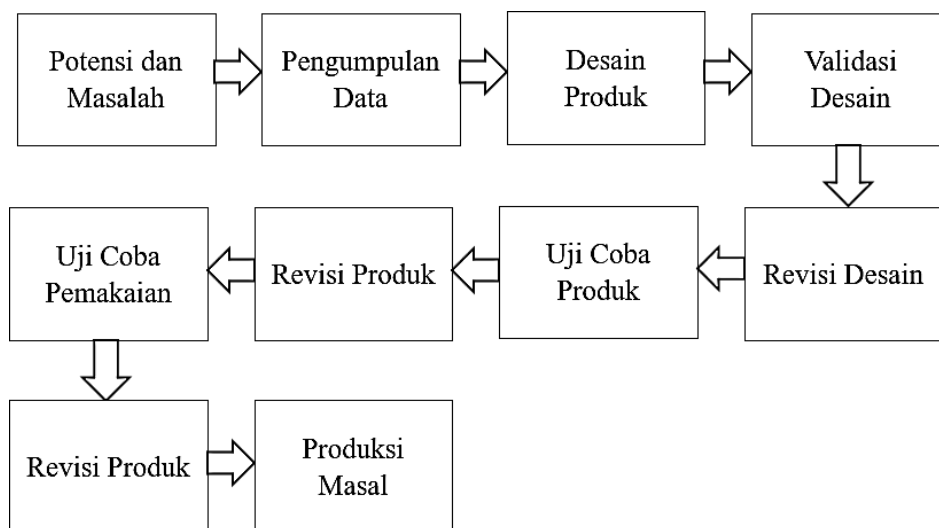 Potensi dan
Masalah
Pengumpulan
Data
Desain
Produk
Validasi
Desain
Revisi Desain
Uji Coba
Produk
Revisi Produk
Uji Coba
Pemakaian
Revisi Produk
Produksi
Masal